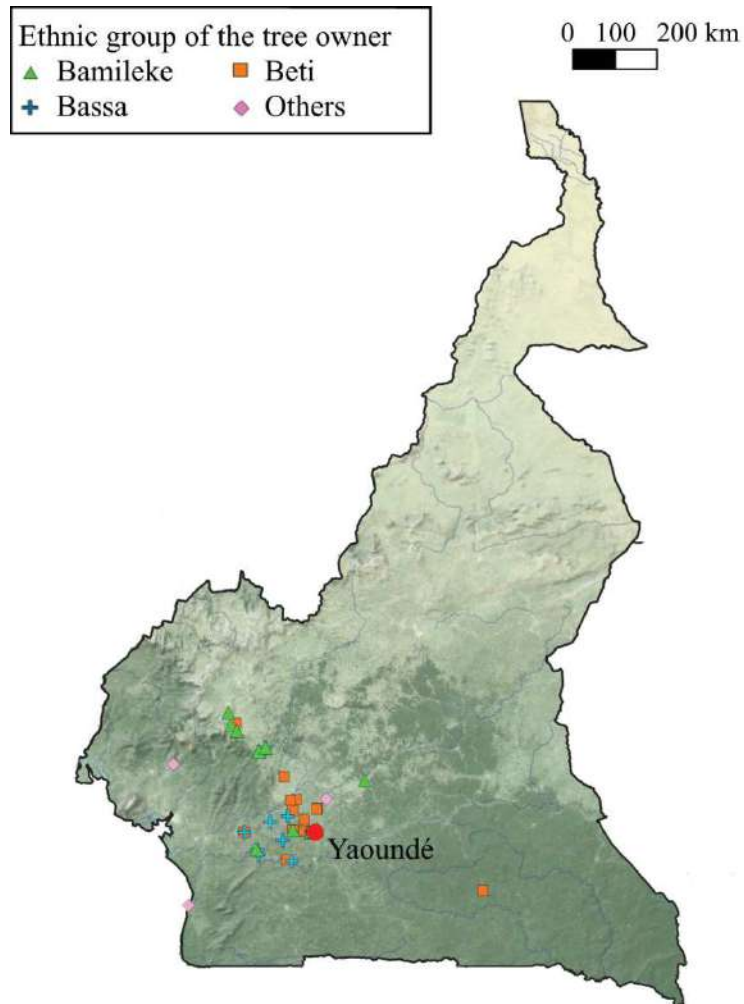 Ethnic group of the tree owner
Bamileke Beti
Bassa Others
0 100 200 km
Yaoundé